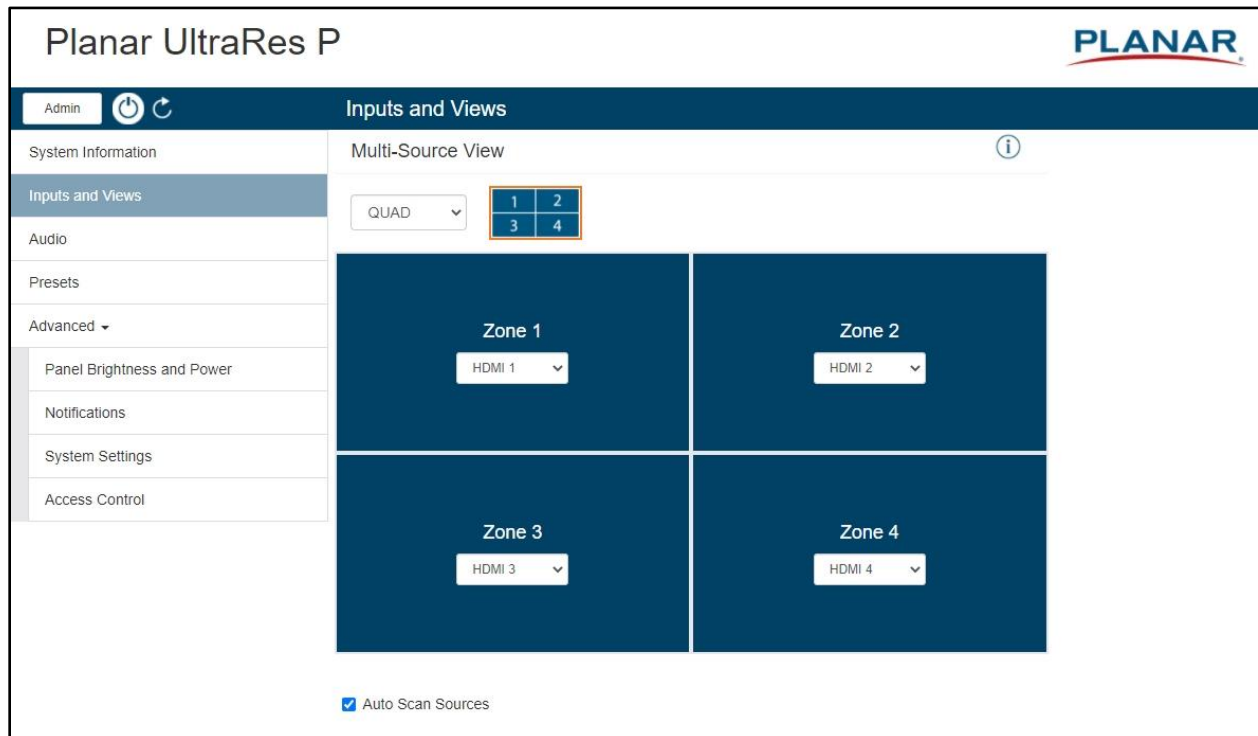 Planar UltraRes P
PLANAR
Admin
Inputs and Views
System Information
Inputs and Views
Audio
Presets
Advanced
Panel Brightness and Power
Notifications
System Settings
Access Control
Multi-Source View
i
QUAD
1 2
3 4
Zone 1
HDMI 1
Zone 2
HDMI 2
Zone 3
HDMI 3
Zone 4
HDMI 4
Auto Scan Sources